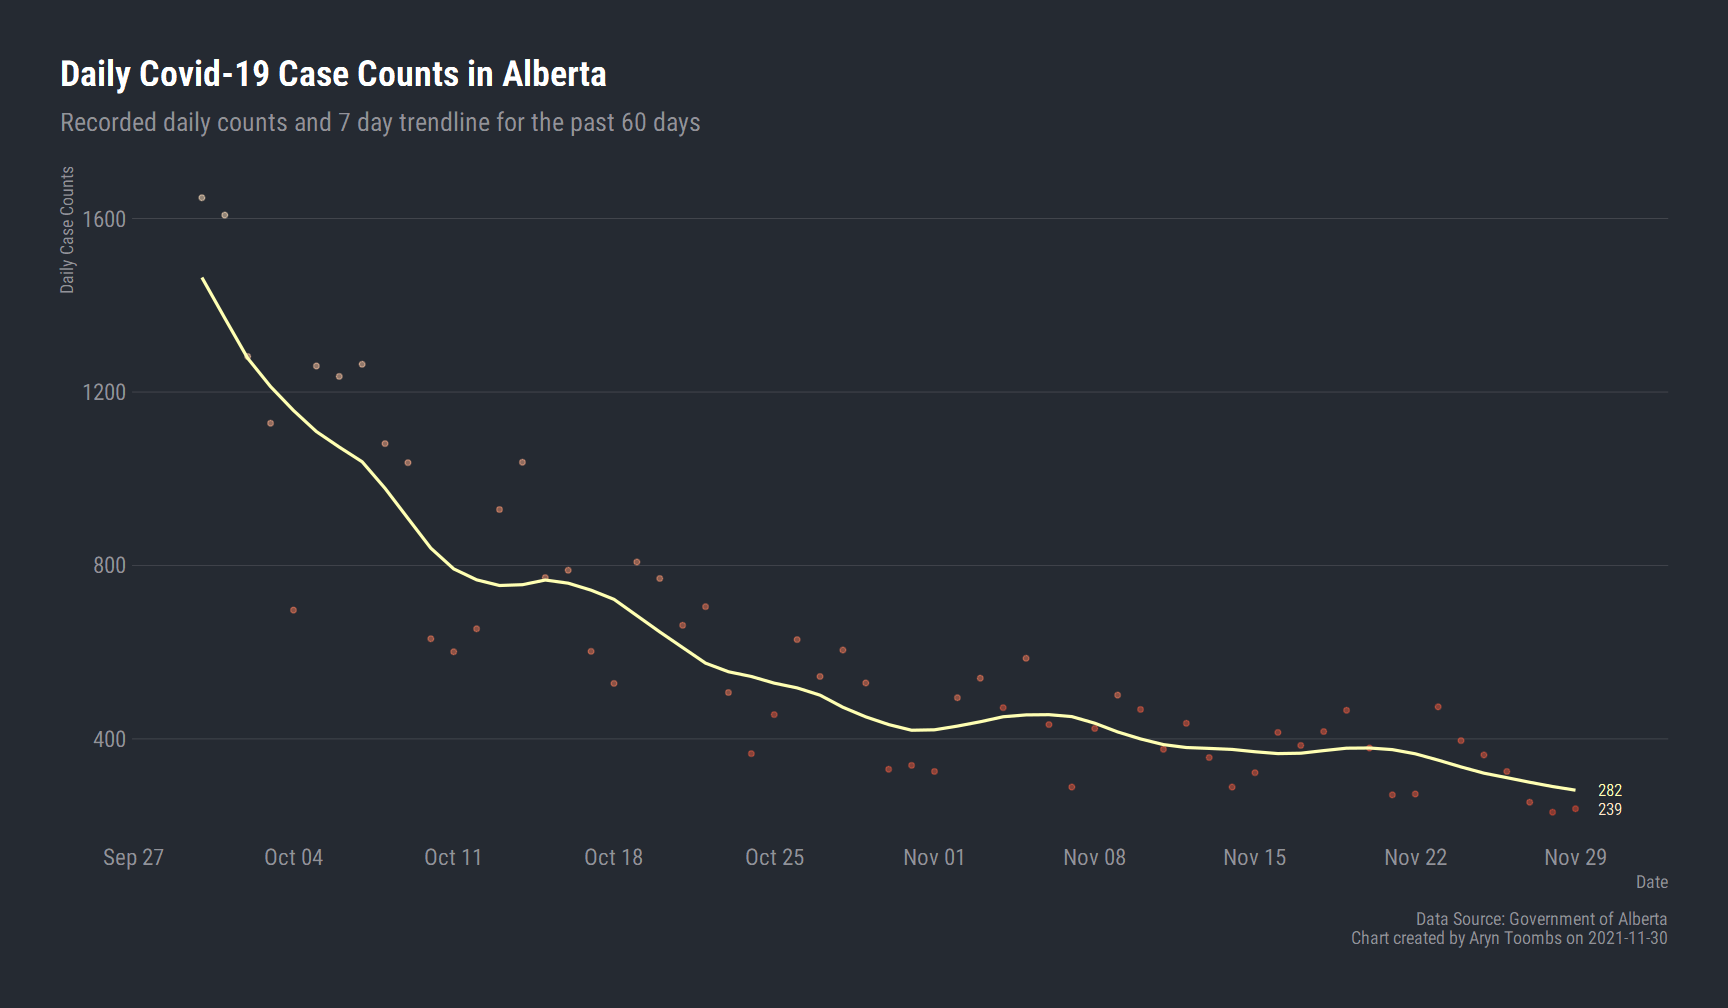 Daily Covid-19 Case Counts in Alberta
Recorded daily counts and 7 day trendline for the past 60 days
Daily Case Counts
1600
1200
800
400
282
239
Sep 27 Oct 04 Oct 11 Oct 18 Oct 25 Nov 01 Nov 08 Nov 15 Nov 22 Nov 29
Date
Data Source: Government of Alberta
Chart created by Aryn Toombs on 2021-11-30